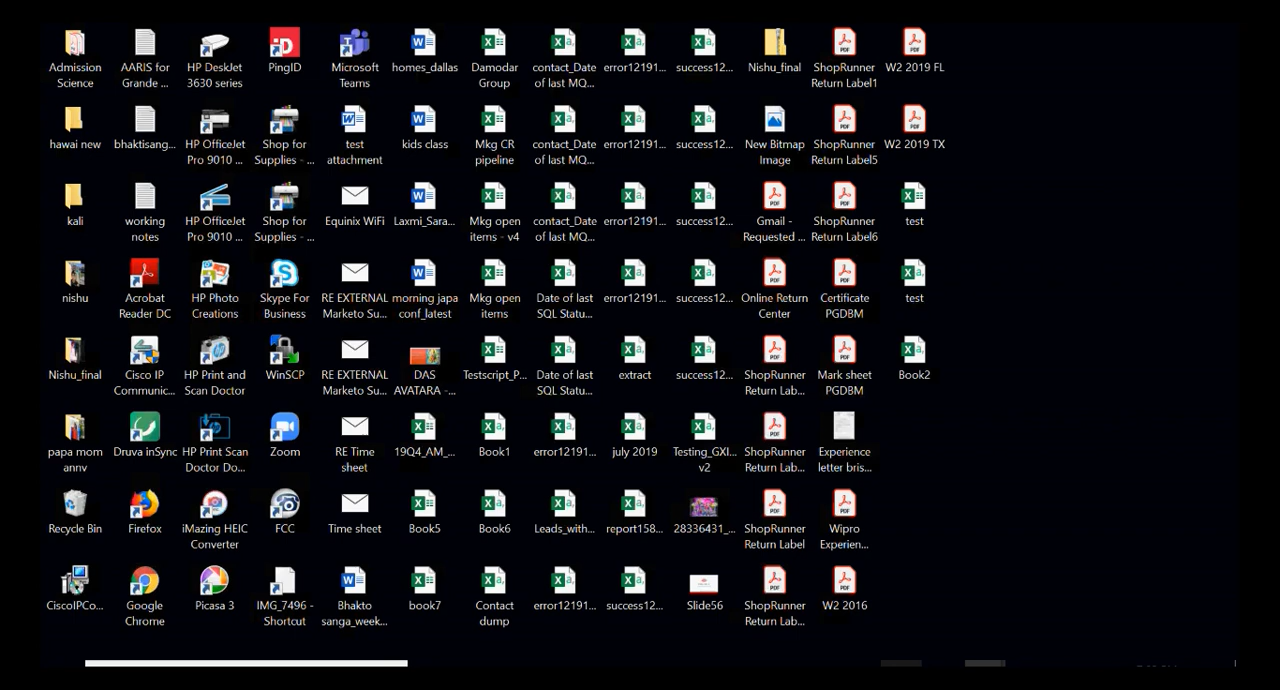 Admission
Science
AARIS for
Grande ...
HP DeskJet
3630 series
PingID
Microsoft
Teams
homes_dallas
Damodar
Group
contact_Date
of last MQ...
error12191...
success12...
Nishu_final
ShopRunner
Return Label1
W2 2019 FL
hawai new
bhaktisang...
HP OfficeJet
Pro 9010 ...
Shop for
Supplies - ...
test
attachment
kids class
Mkg CR
pipeline
contact_Date
of last MQ...
error12191...
success12...
New Bitmap
Image
ShopRunner
Return Label5
W2 2019 TX
kali
working
notes
HP OfficeJet
Pro 9010 ...
Shop for
Supplies - ...
Equinix WiFi
Laxmi_Sara...
Mkg open
items - v4
contact_Date
of last MQ...
error12191...
success12...
Gmail -
Requested ...
ShopRunner
Return Label6
test
nishu
Acrobat
Reader DC
HP Photo
Creations
Skype For
Business
RE EXTERNAL
Marketo Su...
morning japa
conf_latest
Mkg open
items
Date of last
SQL Statu...
error12191...
success12...
Online Return
Center
Certificate
PGDBM
test
Nishu_final
Cisco IP
Communic...
HP Print and
Scan Doctor
WinSCP
RE EXTERNAL
Marketo Su...
DAS
AVATARA -...
Testscript_P...
Date of last
SQL Statu...
extract
success12...
ShopRunner
Return Lab...
Mark sheet
PGDBM
Book2
papa mom
annv
Druva inSync
HP Print Scan
Doctor Do...
Zoom
RE Time
sheet
19Q4_AM_...
Book1
error12191...
july 2019
Testing_GXI...
v2
ShopRunner
Return Lab...
Experience
letter bris...
Recycle Bin
Firefox
iMazing HEIC
Converter
FCC
Time sheet
Book5
Book6
Leads_with...
report158...
28336431_...
ShopRunner
Return Label
Wipro
Experien...
CiscoIPCo...
Google
Chrome
Picasa 3
IMG_7496 -
Shortcut
Bhakto
sanga_week...
book7
Contact
dump
error12191...
success12...
Slide56
ShopRunner
Return Lab...
W2 2016